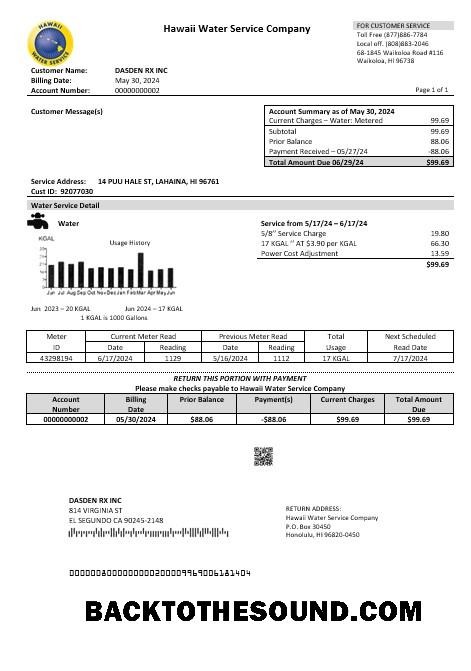 HAWAII
WATER SERVICE
Hawaii Water Service Company
FOR CUSTOMER SERVICE
Toll Free (877)886-7784
Local off. (808)883-2046
68-1845 Waikoloa Road #116
Waikoloa, HI 96738
Customer Name: DASDEN RX INC
Billing Date: May 30, 2024
Account Number: 00000000002
Page 1 of 1
Customer Message(s)
Account Summary as of May 30, 2024
Current Charges – Water: Metered 99.69
Subtotal 99.69
Prior Balance 88.06
Payment Received – 05/27/24 -88.06
Total Amount Due 06/29/24 $99.69
Service Address: 14 PUU HALE ST, LAHAINA, HI 96761
Cust ID: 92077030
Water Service Detail
Water
KGAL
Usage History
Jun Jul Aug Sep Oct Nov Dec Jan Feb Mar Apr May Jun
Jun 2023 – 20 KGAL Jun 2024 – 17 KGAL
1 KGAL is 1000 Gallons
Service from 5/17/24 – 6/17/24
5/8" Service Charge 19.80
17 KGAL " AT $3.90 per KGAL 66.30
Power Cost Adjustment 13.59
$99.69
Meter Current Meter Read Previous Meter Read Total Next Scheduled
ID Date Reading Date Reading Usage Read Date
43298194 6/17/2024 1129 5/16/2024 1112 17 KGAL 7/17/2024
RETURN THIS PORTION WITH PAYMENT
Please make checks payable to Hawaii Water Service Company
Account Billing Prior Balance Payment(s) Current Charges Total Amount
Number Date Due
00000000002 05/30/2024 $88.06 -$88.06 $99.69 $99.69
DASDEN RX INC
814 VIRGINIA ST
EL SEGUNDO CA 90245-2148
RETURN ADDRESS:
Hawaii Water Service Company
P.O. Box 30450
Honolulu, HI 96820-0450
BACKTOTHESOUND.COM